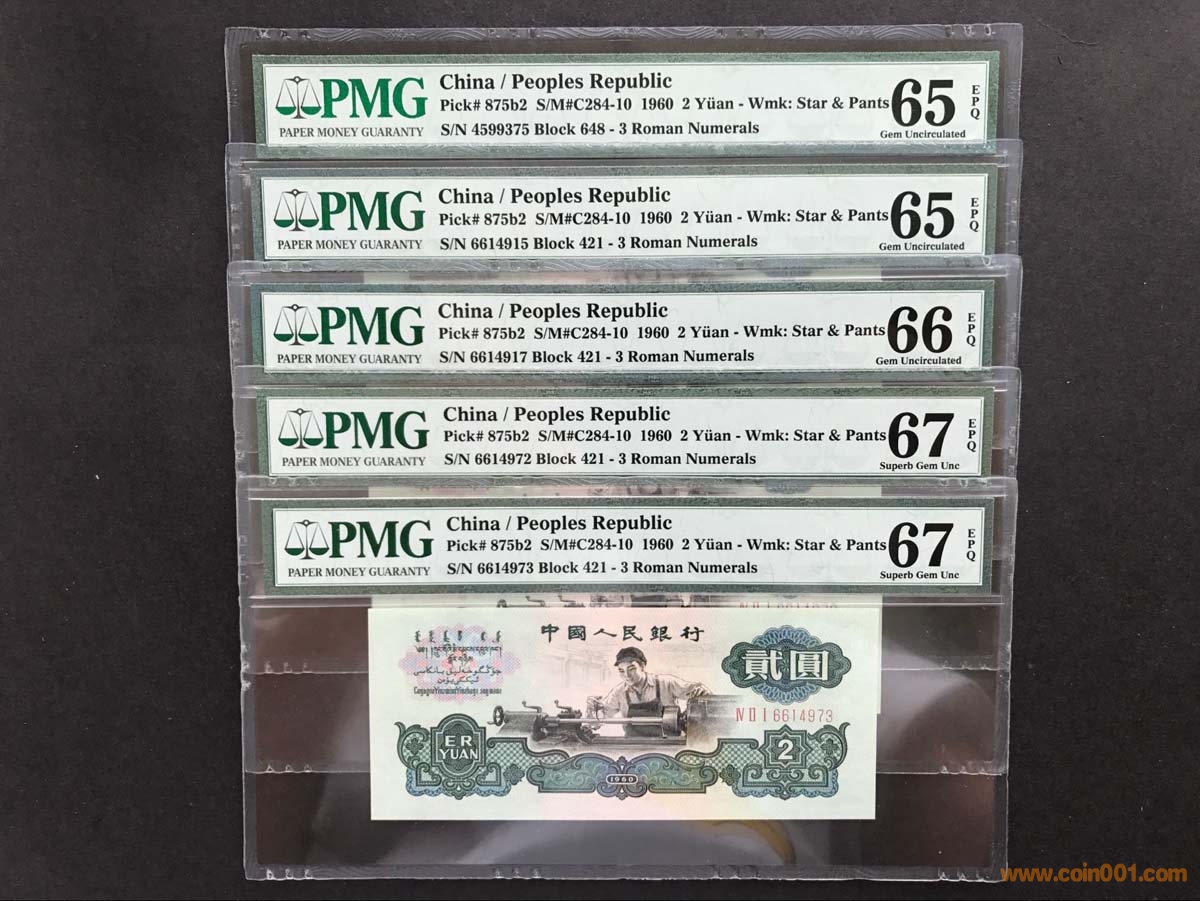 PMG
PAPER MONEY GUARANTY
China / Peoples Republic
Pick# 875b2 S/M#C284-10 1960 2 Yüan - Wmk: Star & Pants
S/N 4599375 Block 648 - 3 Roman Numerals
65
EPQ
Gem Uncirculated
PMG
PAPER MONEY GUARANTY
China / Peoples Republic
Pick# 875b2 S/M#C284-10 1960 2 Yüan - Wmk: Star & Pants
S/N 6614915 Block 421 - 3 Roman Numerals
65
EPQ
Gem Uncirculated
PMG
PAPER MONEY GUARANTY
China / Peoples Republic
Pick# 875b2 S/M#C284-10 1960 2 Yüan - Wmk: Star & Pants
S/N 6614917 Block 421 - 3 Roman Numerals
66
EPQ
Gem Uncirculated
PMG
PAPER MONEY GUARANTY
China / Peoples Republic
Pick# 875b2 S/M#C284-10 1960 2 Yüan - Wmk: Star & Pants
S/N 6614972 Block 421 - 3 Roman Numerals
67
EPQ
Superb Gem Unc
PMG
PAPER MONEY GUARANTY
China / Peoples Republic
Pick# 875b2 S/M#C284-10 1960 2 Yüan - Wmk: Star & Pants
S/N 6614973 Block 421 - 3 Roman Numerals
67
EPQ
Superb Gem Unc
中國人民銀行
貳圓
ⅣⅡⅠ 6614973
ER
YUAN
2
1960
www.coin001.com